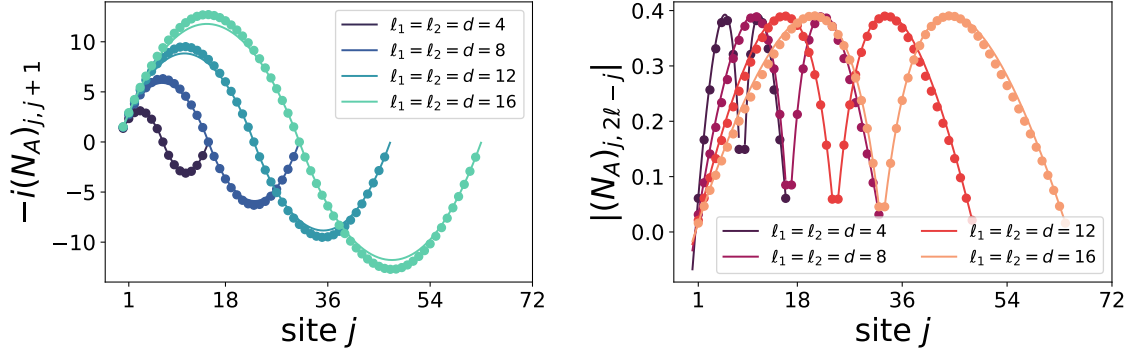 −i(N_A)_{j, j+1}
10
5
0
−5
−10
ℓ₁ = ℓ₂ = d = 4
ℓ₁ = ℓ₂ = d = 8
ℓ₁ = ℓ₂ = d = 12
ℓ₁ = ℓ₂ = d = 16
1 18 36 54 72
site j
|(N_A)_{j, 2ℓ−j}|
0.4
0.3
0.2
0.1
0.0
ℓ₁ = ℓ₂ = d = 4 ℓ₁ = ℓ₂ = d = 12
ℓ₁ = ℓ₂ = d = 8 ℓ₁ = ℓ₂ = d = 16
1 18 36 54 72
site j